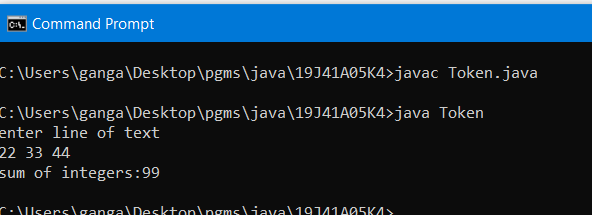 Command Prompt
C:\Users\ganga\Desktop\pgms\java\19J41A05K4>javac Token.java
C:\Users\ganga\Desktop\pgms\java\19J41A05K4>java Token
enter line of text
22 33 44
sum of integers:99
C:\Users\ganga\Desktop\pgms\java\19J41A05K4>